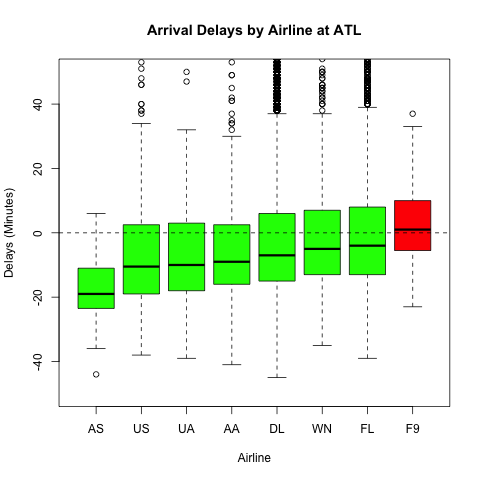 Arrival Delays by Airline at ATL
Delays (Minutes)
40
20
0
-20
-40
AS US UA AA DL WN FL F9
Airline